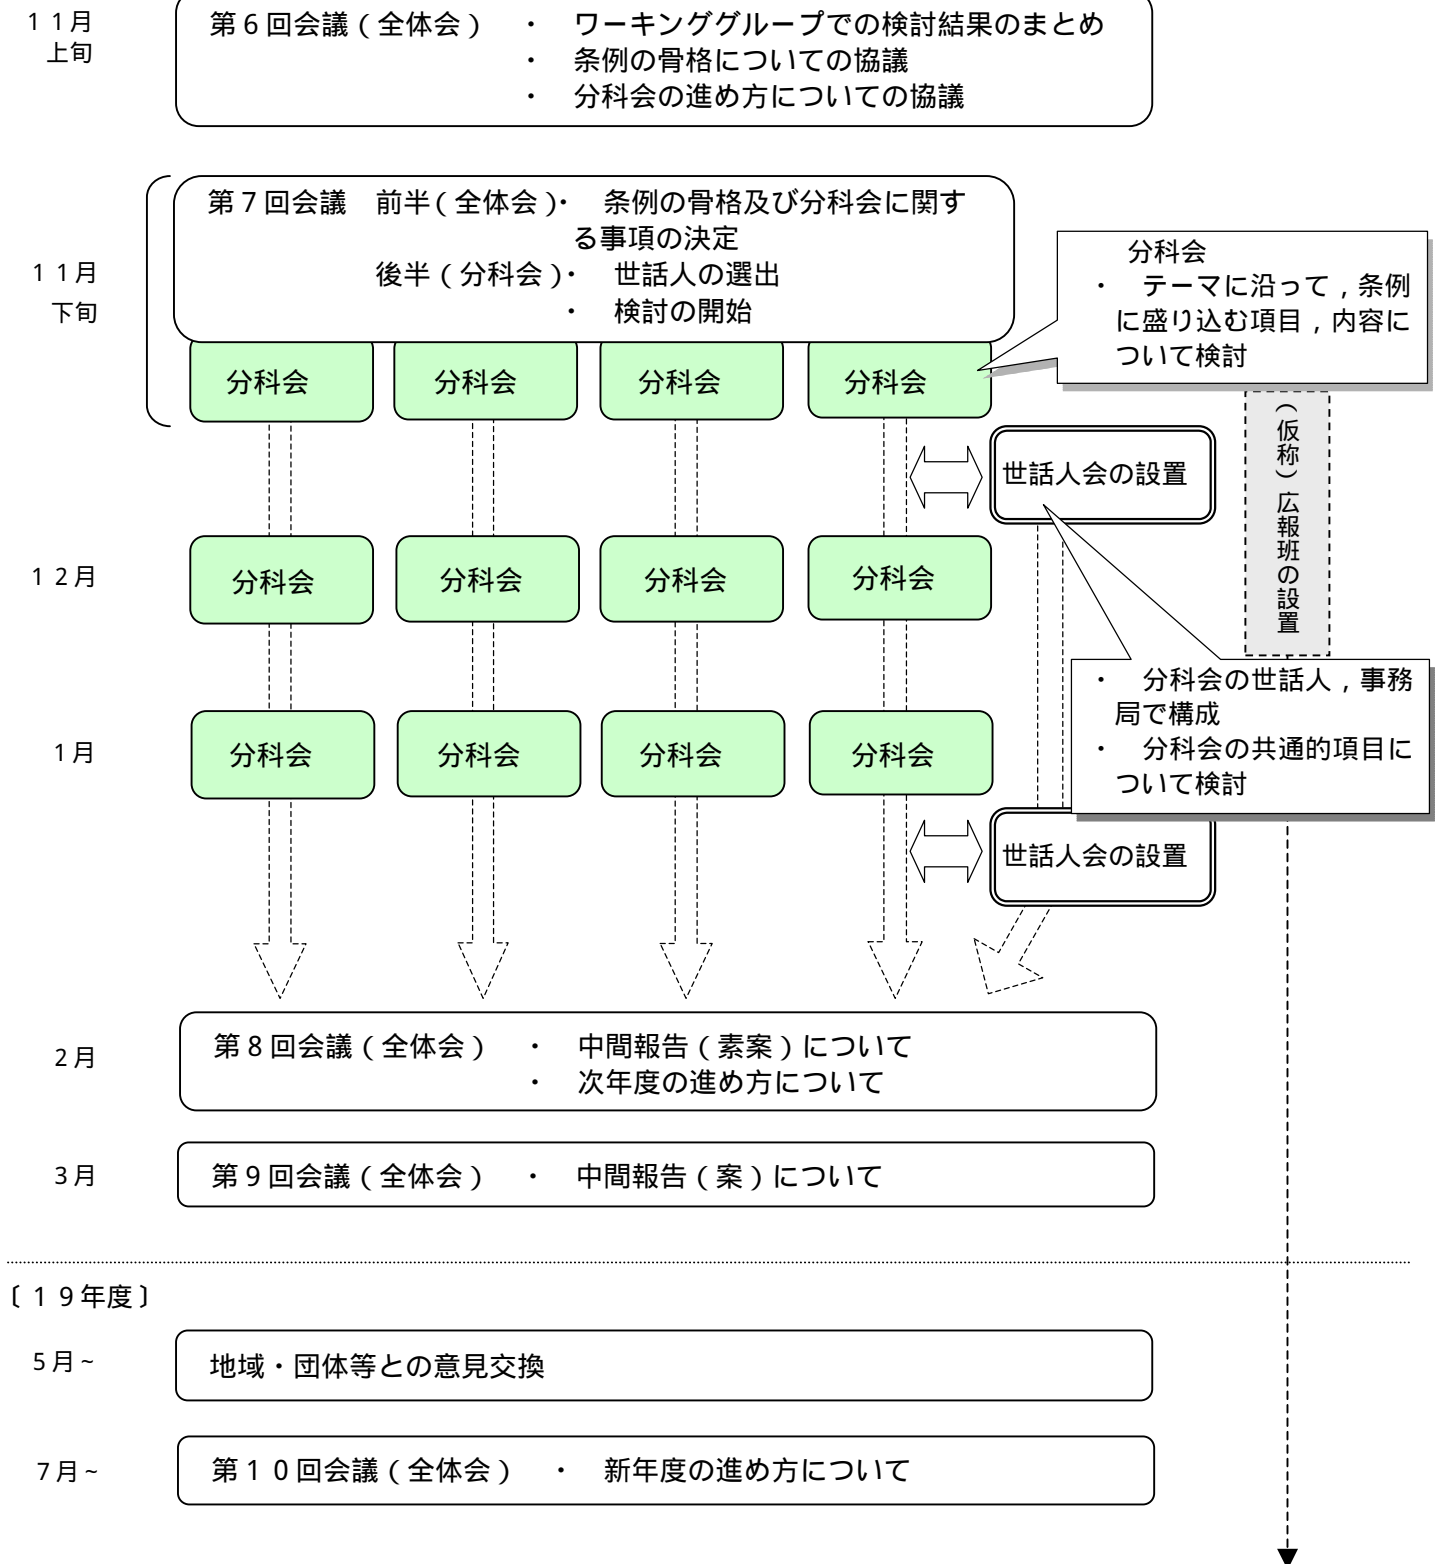 １１月
上旬
第６回会議（全体会）　・　ワーキンググループでの検討結果のまとめ
・　条例の骨格についての協議
・　分科会の進め方についての協議
１１月
下旬
第７回会議　前半（全体会）・　条例の骨格及び分科会に関す
る事項の決定
後半（分科会）・　世話人の選出
・　検討の開始
分科会
・　テーマに沿って，条例
に盛り込む項目，内容に
ついて検討
分科会　分科会　分科会　分科会
世話人会の設置
（仮称）広報班の設置
１２月
分科会　分科会　分科会　分科会
・　分科会の世話人，事務
局で構成
・　分科会の共通的項目に
ついて検討
１月
分科会　分科会　分科会　分科会
世話人会の設置
２月
第８回会議（全体会）　・　中間報告（素案）について
・　次年度の進め方について
３月
第９回会議（全体会）　・　中間報告（案）について
〔１９年度〕
５月~
地域・団体等との意見交換
７月~
第１０回会議（全体会）　・　新年度の進め方について